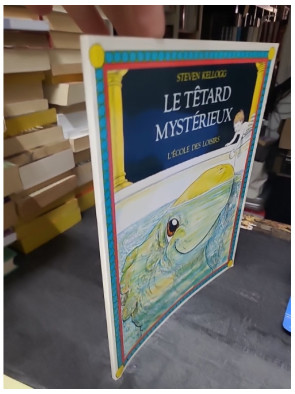 STEVEN KELLOGG
LE TÊTARD
MYSTÉRIEUX
L'ÉCOLE DES LOISIRS